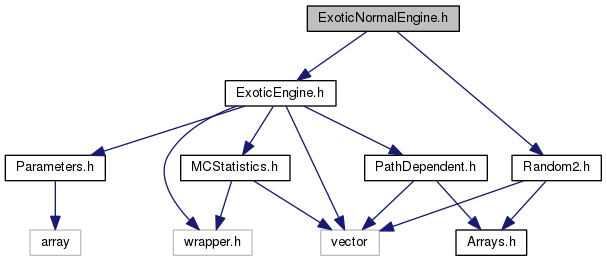 ExoticNormalEngine.h
ExoticEngine.h
Parameters.h
MCStatistics.h
PathDependent.h
Random2.h
array
wrapper.h
vector
Arrays.h